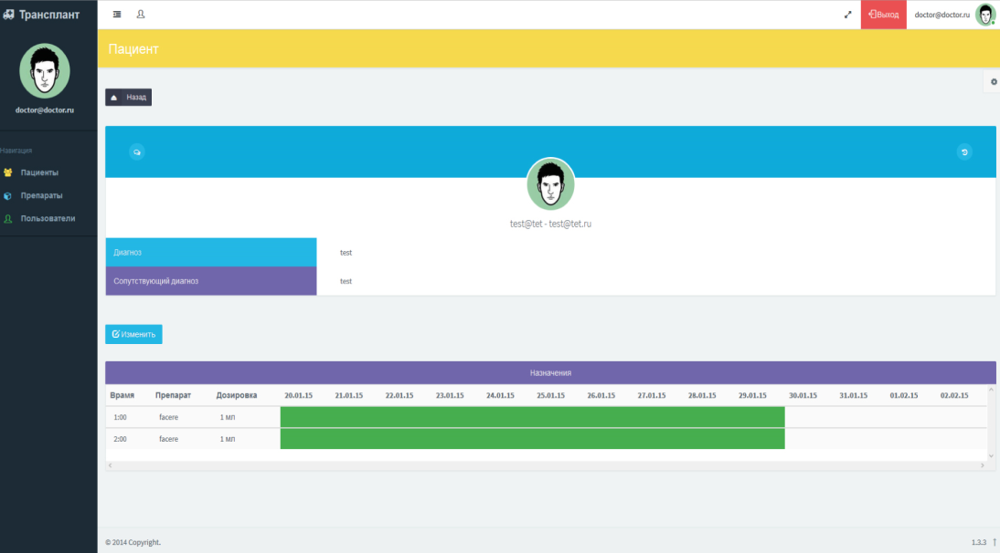 Трансплант
Выход
doctor@doctor.ru
Пациент
doctor@doctor.ru
Назад
Навигация
Пациенты
Препараты
Пользователи
test@tet - test@tet.ru
Диагноз test
Сопутствующий диагноз test
Изменить
Назначения
Врамя Препарат Дозировка 20.01.15 21.01.15 22.01.15 23.01.15 24.01.15 25.01.15 26.01.15 27.01.15 28.01.15 29.01.15 30.01.15 31.01.15 01.02.15 02.02.15
1:00 facere 1 мл
2:00 facere 1 мл
© 2014 Copyright. 1.3.3